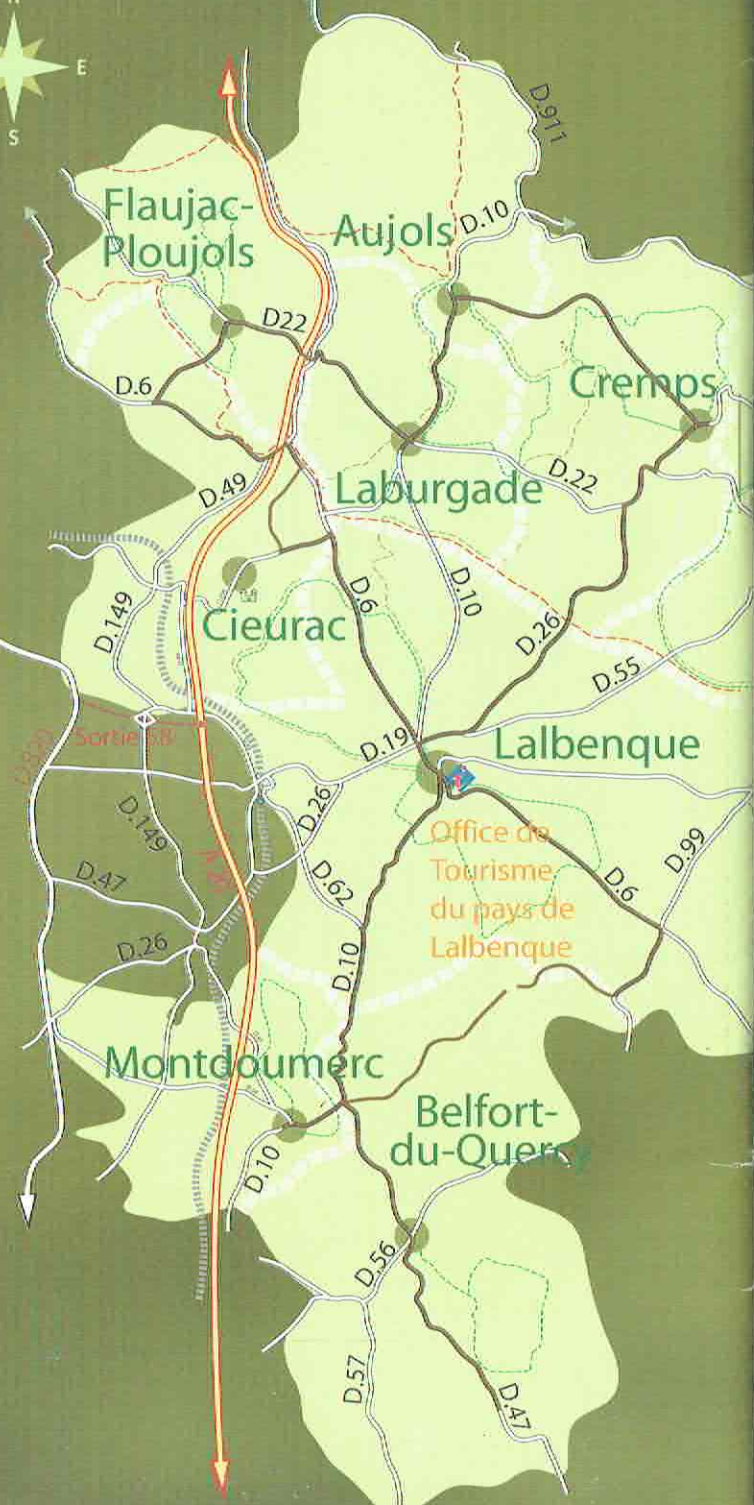 E
S
D.911
Flaujac-
Ploujols
Aujols
D.10
D22
D.6
Cremps
D.49
Laburgade
D.22
D.149
Cieurac
D.6
D.10
D.26
D.55
Sortie 58
D.19
Lalbenque
D.820
D.149
D.26
A.20
Office de
Tourisme
du pays de
Lalbenque
D.99
D.47
D.62
D.6
D.26
D.10
Montdoumerc
Belfort-
du-Quercy
D.10
D.56
D.57
D.47